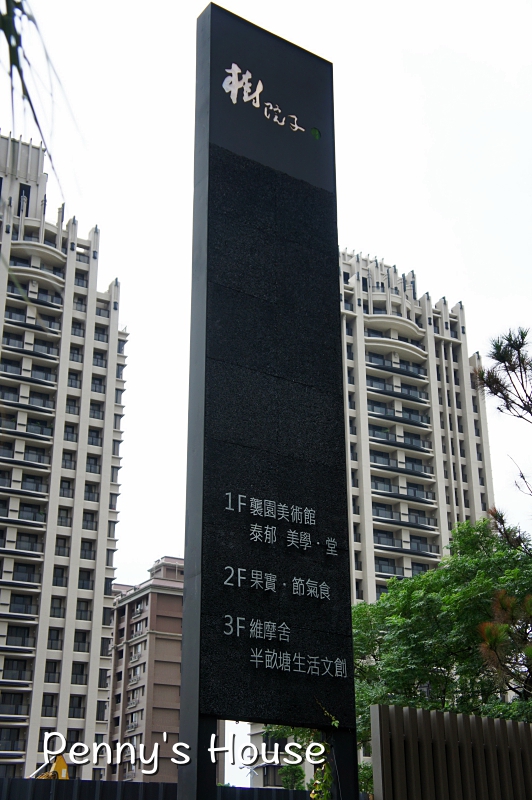 樹院子
1F 襲園美術館
泰郁 美學·堂
2F 果實·節氣食
3F 維摩舍
半畝塘生活文創
Penny's House